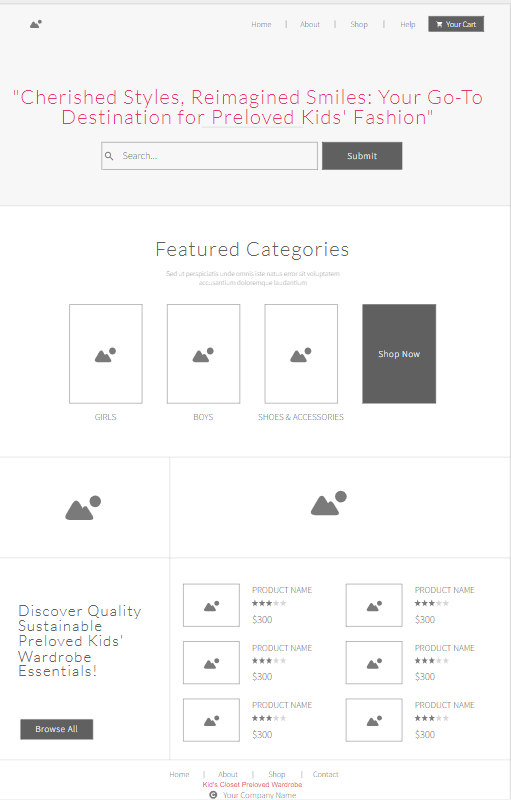 Home | About | Shop | Help Your Cart
"Cherished Styles, Reimagined Smiles: Your Go-To
Destination for Preloved Kids' Fashion"
Search... Submit
Featured Categories
Sed ut perspiciatis unde omnis iste natus error sit voluptatem
accusantium doloremque laudantium
Shop Now
GIRLS BOYS SHOES & ACCESSORIES
Discover Quality
Sustainable
Preloved Kids'
Wardrobe
Essentials!
Browse All
PRODUCT NAME PRODUCT NAME
$300 $300
PRODUCT NAME PRODUCT NAME
$300 $300
PRODUCT NAME PRODUCT NAME
$300 $300
Home | About | Shop | Contact
Kid's Closet Preloved Wardrobe
Your Company Name